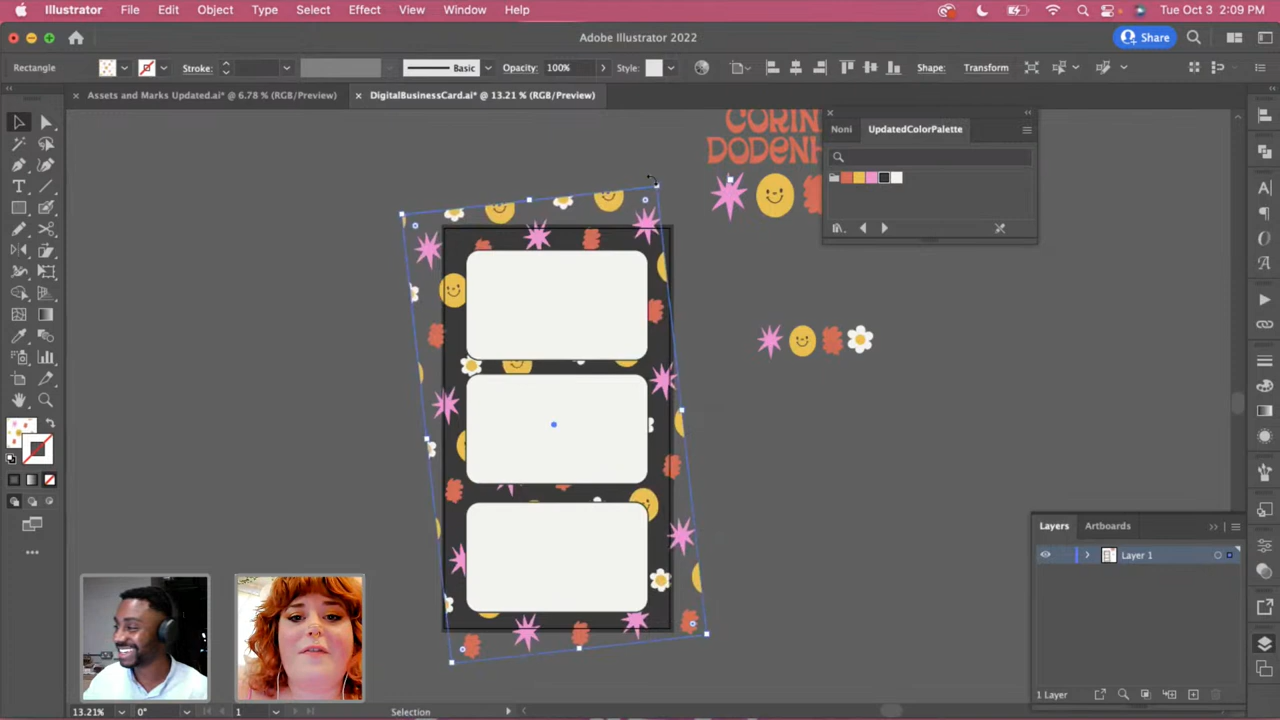 Illustrator File Edit Object Type Select Effect View Window Help Tue Oct 3 2:09 PM
Adobe Illustrator 2022 Share
Rectangle Stroke: Basic Opacity: 100% Style: Shape: Transform
Assets and Marks Updated.ai* @ 6.78 % (RGB/Preview) DigitalBusinessCard.ai* @ 13.21 % (RGB/Preview)
CORIN
DODENH
Noni UpdatedColorPalette
Layers Artboards
Layer 1
1 Layer
13.21% 0° 1 Selection